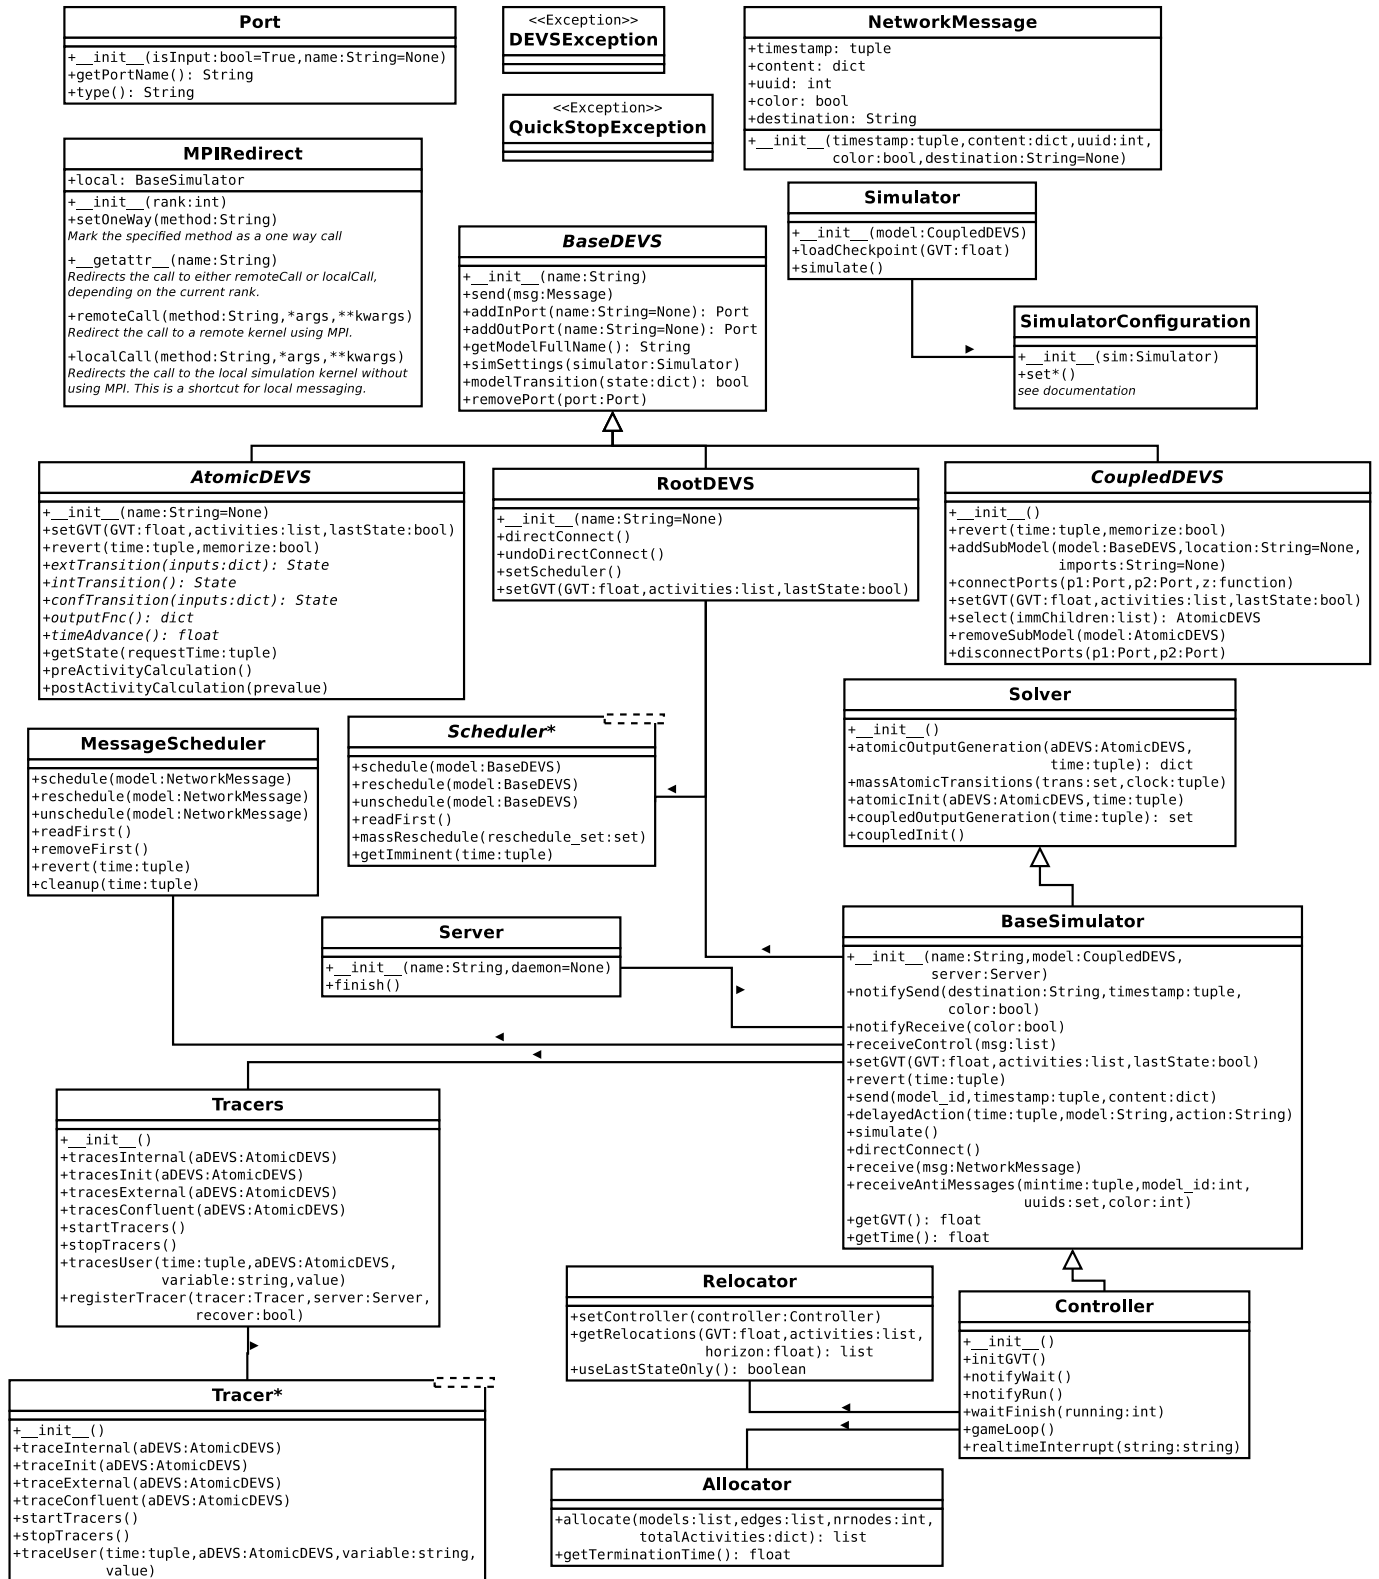 Port
+__init__(isInput:bool=True,name:String=None)
+getPortName(): String
+type(): String
<<Exception>>
DEVSException
<<Exception>>
QuickStopException
NetworkMessage
+timestamp: tuple
+content: dict
+uuid: int
+color: bool
+destination: String
+__init__(timestamp:tuple,content:dict,uuid:int,
color:bool,destination:String=None)
MPIRedirect
+local: BaseSimulator
+__init__(rank:int)
+setOneWay(method:String)
Mark the specified method as a one way call
+__getattr__(name:String)
Redirects the call to either remoteCall or localCall,
depending on the current rank.
+remoteCall(method:String,*args,**kwargs)
Redirect the call to a remote kernel using MPI.
+localCall(method:String,*args,**kwargs)
Redirects the call to the local simulation kernel without
using MPI. This is a shortcut for local messaging.
BaseDEVS
+__init__(name:String)
+send(msg:Message)
+addInPort(name:String=None): Port
+addOutPort(name:String=None): Port
+getModelFullName(): String
+simSettings(simulator:Simulator)
+modelTransition(state:dict): bool
+removePort(port:Port)
Simulator
+__init__(model:CoupledDEVS)
+loadCheckpoint(GVT:float)
+simulate()
SimulatorConfiguration
+__init__(sim:Simulator)
+set*()
see documentation
AtomicDEVS
+__init__(name:String=None)
+setGVT(GVT:float,activities:list,lastState:bool)
+revert(time:tuple,memorize:bool)
+extTransition(inputs:dict): State
+intTransition(): State
+confTransition(inputs:dict): State
+outputFnc(): dict
+timeAdvance(): float
+getState(requestTime:tuple)
+preActivityCalculation()
+postActivityCalculation(prevalue)
RootDEVS
+__init__(name:String=None)
+directConnect()
+undoDirectConnect()
+setScheduler()
+setGVT(GVT:float,activities:list,lastState:bool)
CoupledDEVS
+__init__()
+revert(time:tuple,memorize:bool)
+addSubModel(model:BaseDEVS,location:String=None,
imports:String=None)
+connectPorts(p1:Port,p2:Port,z:function)
+setGVT(GVT:float,activities:list,lastState:bool)
+select(immChildren:list): AtomicDEVS
+removeSubModel(model:AtomicDEVS)
+disconnectPorts(p1:Port,p2:Port)
MessageScheduler
+schedule(model:NetworkMessage)
+reschedule(model:NetworkMessage)
+unschedule(model:NetworkMessage)
+readFirst()
+removeFirst()
+revert(time:tuple)
+cleanup(time:tuple)
Scheduler*
+schedule(model:BaseDEVS)
+reschedule(model:BaseDEVS)
+unschedule(model:BaseDEVS)
+readFirst()
+massReschedule(reschedule_set:set)
+getImminent(time:tuple)
Solver
+__init__()
+atomicOutputGeneration(aDEVS:AtomicDEVS,
time:tuple): dict
+massAtomicTransitions(trans:set,clock:tuple)
+atomicInit(aDEVS:AtomicDEVS,time:tuple)
+coupledOutputGeneration(time:tuple): set
+coupledInit()
Server
+__init__(name:String,daemon=None)
+finish()
BaseSimulator
+__init__(name:String,model:CoupledDEVS,
server:Server)
+notifySend(destination:String,timestamp:tuple,
color:bool)
+notifyReceive(color:bool)
+receiveControl(msg:list)
+setGVT(GVT:float,activities:list,lastState:bool)
+revert(time:tuple)
+send(model_id,timestamp:tuple,content:dict)
+delayedAction(time:tuple,model:String,action:String)
+simulate()
+directConnect()
+receive(msg:NetworkMessage)
+receiveAntiMessages(mintime:tuple,model_id:int,
uuids:set,color:int)
+getGVT(): float
+getTime(): float
Tracers
+__init__()
+tracesInternal(aDEVS:AtomicDEVS)
+tracesInit(aDEVS:AtomicDEVS)
+tracesExternal(aDEVS:AtomicDEVS)
+tracesConfluent(aDEVS:AtomicDEVS)
+startTracers()
+stopTracers()
+tracesUser(time:tuple,aDEVS:AtomicDEVS,
variable:string,value)
+registerTracer(tracer:Tracer,server:Server,
recover:bool)
Relocator
+setController(controller:Controller)
+getRelocations(GVT:float,activities:list,
horizon:float): list
+useLastStateOnly(): boolean
Controller
+__init__()
+initGVT()
+notifyWait()
+notifyRun()
+waitFinish(running:int)
+gameLoop()
+realtimeInterrupt(string:string)
Tracer*
+__init__()
+traceInternal(aDEVS:AtomicDEVS)
+traceInit(aDEVS:AtomicDEVS)
+traceExternal(aDEVS:AtomicDEVS)
+traceConfluent(aDEVS:AtomicDEVS)
+startTracers()
+stopTracers()
+traceUser(time:tuple,aDEVS:AtomicDEVS,variable:string,
value)
Allocator
+allocate(models:list,edges:list,nrnodes:int,
totalActivities:dict): list
+getTerminationTime(): float